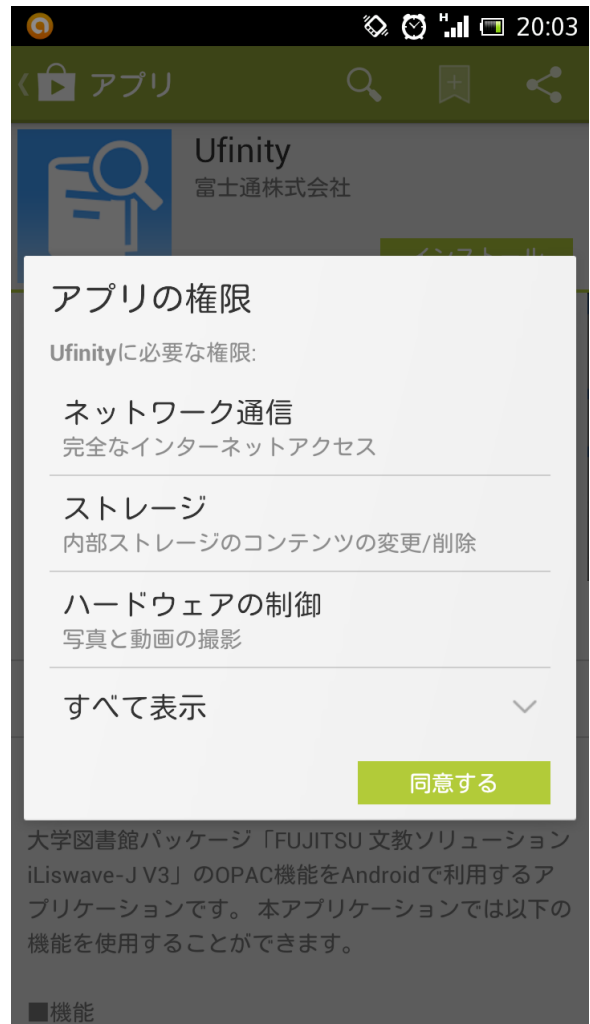 H 20:03
アプリ
Ufinity
富士通株式会社
インストール
アプリの権限
Ufinityに必要な権限:
ネットワーク通信
完全なインターネットアクセス
ストレージ
内部ストレージのコンテンツの変更/削除
ハードウェアの制御
写真と動画の撮影
すべて表示
同意する
大学図書館パッケージ「FUJITSU 文教ソリューション
iLiswave-J V3」のOPAC機能をAndroidで利用するア
プリケーションです。 本アプリケーションでは以下の
機能を使用することができます。
■機能